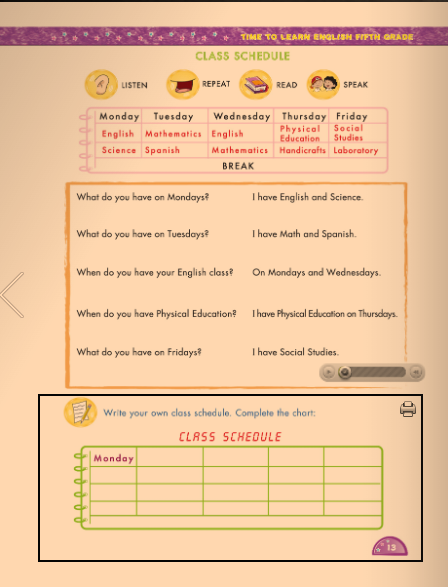 TIME TO LEARN ENGLISH FIFTH GRADE
CLASS SCHEDULE
LISTEN REPEAT READ SPEAK
Monday Tuesday Wednesday Thursday Friday
English Mathematics English Physical Education Social Studies
Science Spanish Mathematics Handicrafts Laboratory
BREAK
What do you have on Mondays? I have English and Science.
What do you have on Tuesdays? I have Math and Spanish.
When do you have your English class? On Mondays and Wednesdays.
When do you have Physical Education? I have Physical Education on Thursdays.
What do you have on Fridays? I have Social Studies.
Write your own class schedule. Complete the chart:
CLASS SCHEDULE
Monday
13